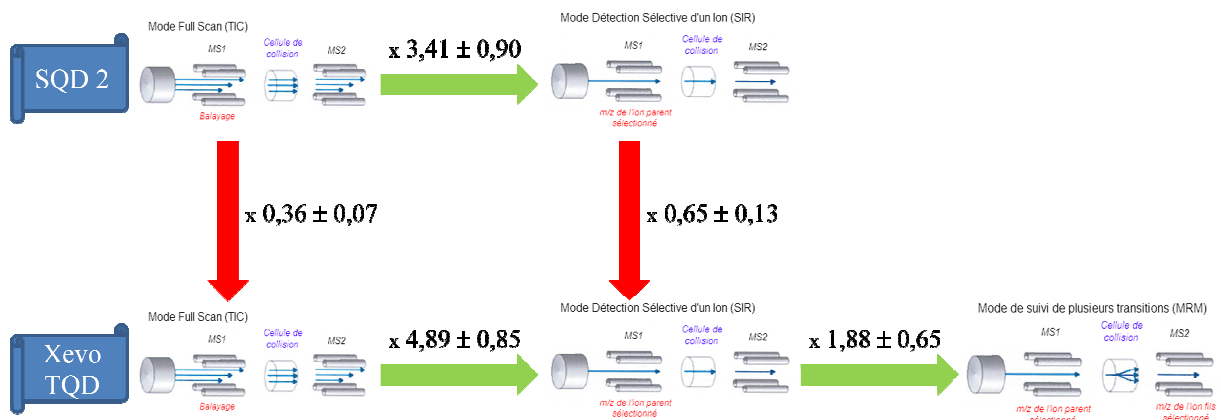 SQD 2
Mode Full Scan (TIC)
MS1
Cellule de
collision
MS2
Balayage
x 3,41 ± 0,90
Mode Détection Sélective d'un Ion (SIR)
MS1
Cellule de
collision
MS2
m/z de l'ion parent
sélectionné
x 0,36 ± 0,07
x 0,65 ± 0,13
Xevo
TQD
Mode Full Scan (TIC)
MS1
Cellule de
collision
MS2
Balayage
x 4,89 ± 0,85
Mode Détection Sélective d'un Ion (SIR)
MS1
Cellule de
collision
MS2
m/z de l'ion parent
sélectionné
x 1,88 ± 0,65
Mode de suivi de plusieurs transitions (MRM)
MS1
Cellule de
collision
MS2
m/z de l'ion parent
sélectionné
m/z de l'ion fils
sélectionné